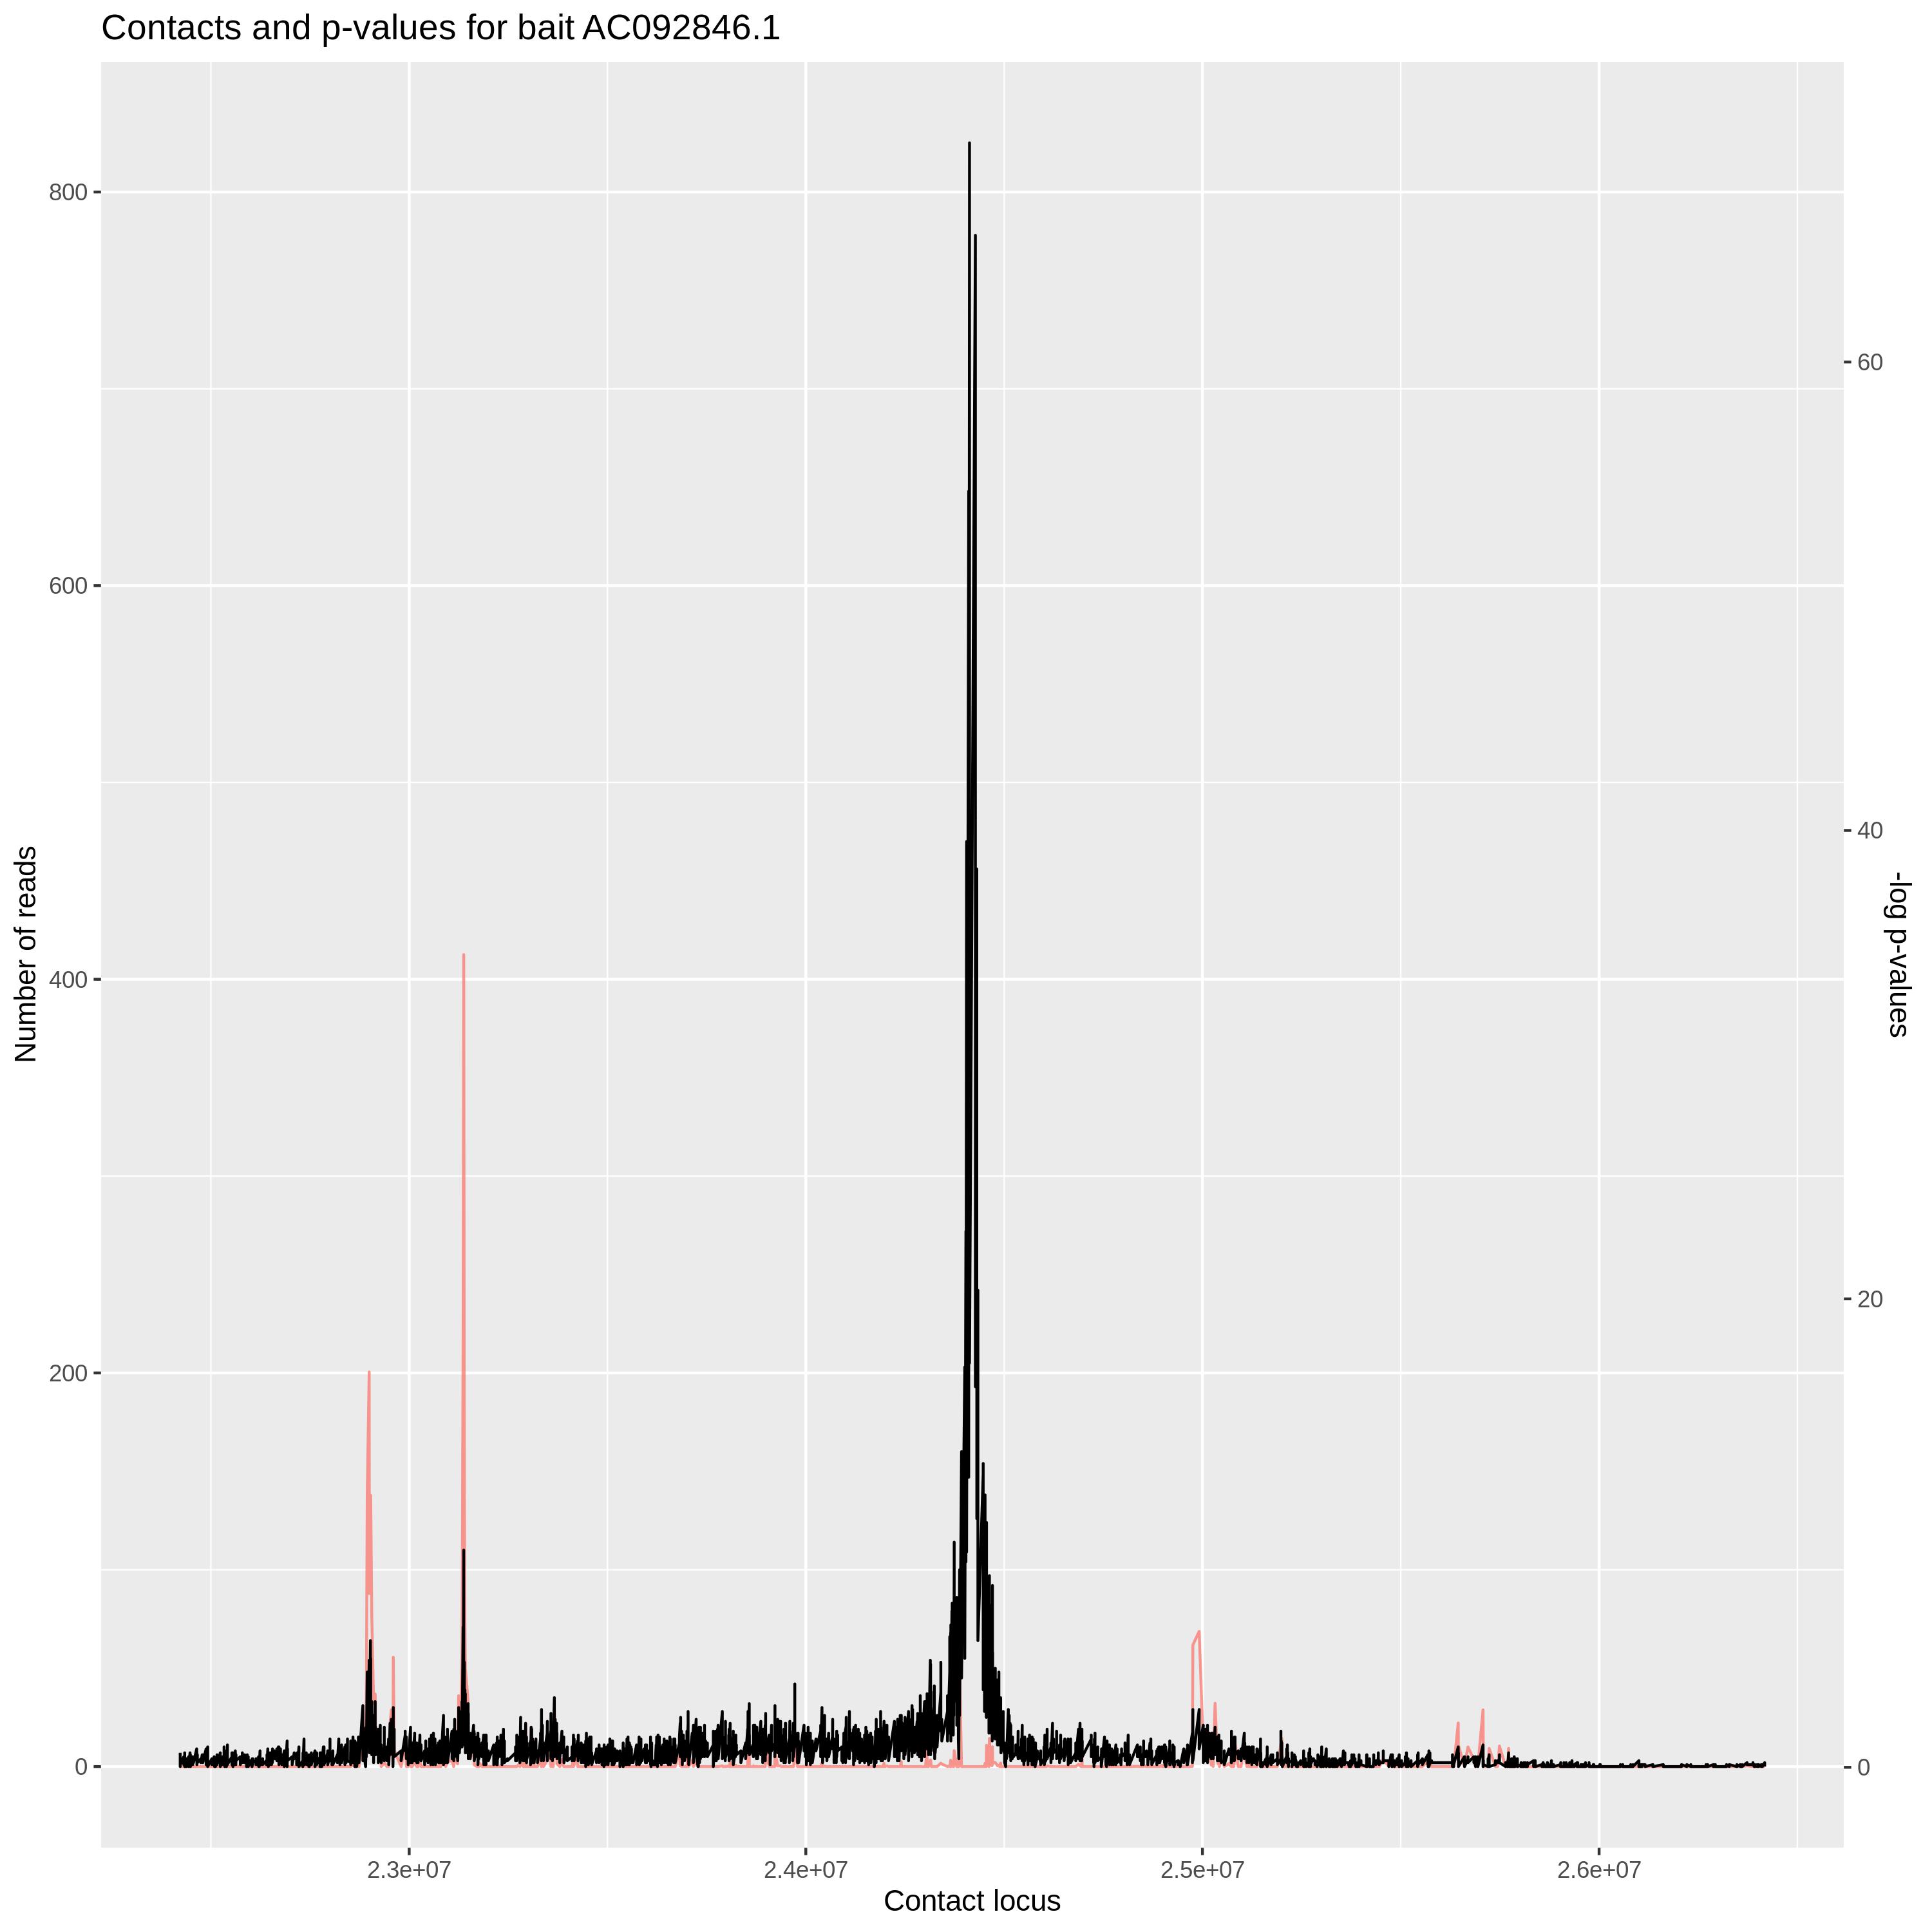 Contacts and p-values for bait AC092846.1
800
600
400
200
0
Number of reads
60
40
20
0
-log p-values
2.3e+07
2.4e+07
2.5e+07
2.6e+07
Contact locus